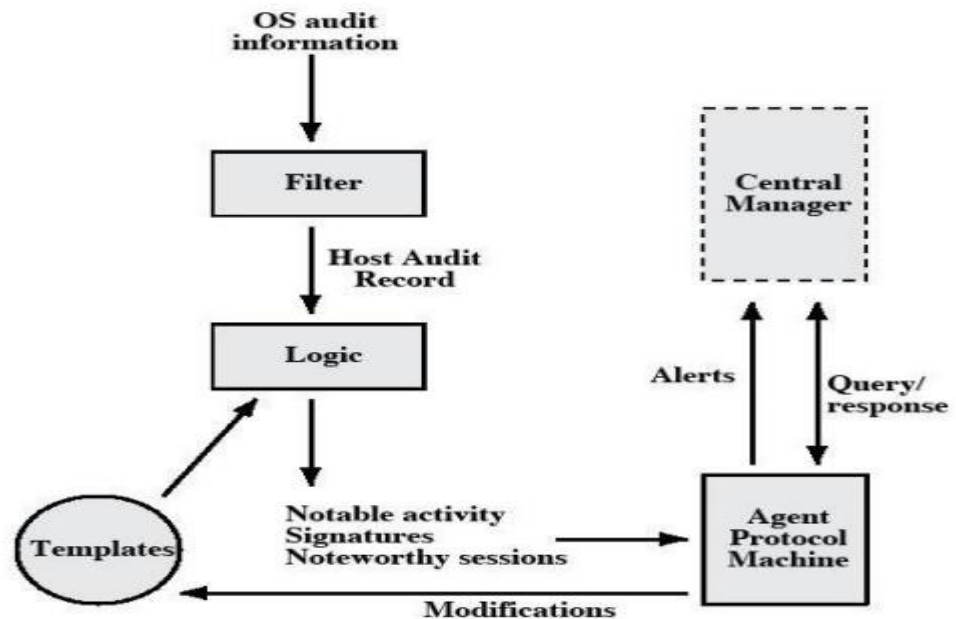 OS audit
information
Filter
Host Audit
Record
Logic
Templates
Notable activity
Signatures
Noteworthy sessions
Modifications
Central
Manager
Alerts
Query/
response
Agent
Protocol
Machine